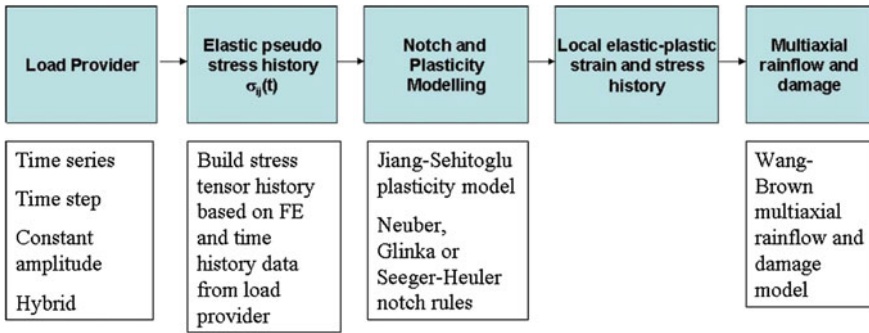 Load Provider
Elastic pseudo
stress history
σij(t)
Notch and
Plasticity
Modelling
Local elastic-plastic
strain and stress
history
Multiaxial
rainflow and
damage
Time series
Time step
Constant
amplitude
Hybrid
Build stress
tensor history
based on FE
and time
history data
from load
provider
Jiang-Sehitoglu
plasticity model
Neuber,
Glinka or
Seeger-Heuler
notch rules
Wang-
Brown
multiaxial
rainflow and
damage
model